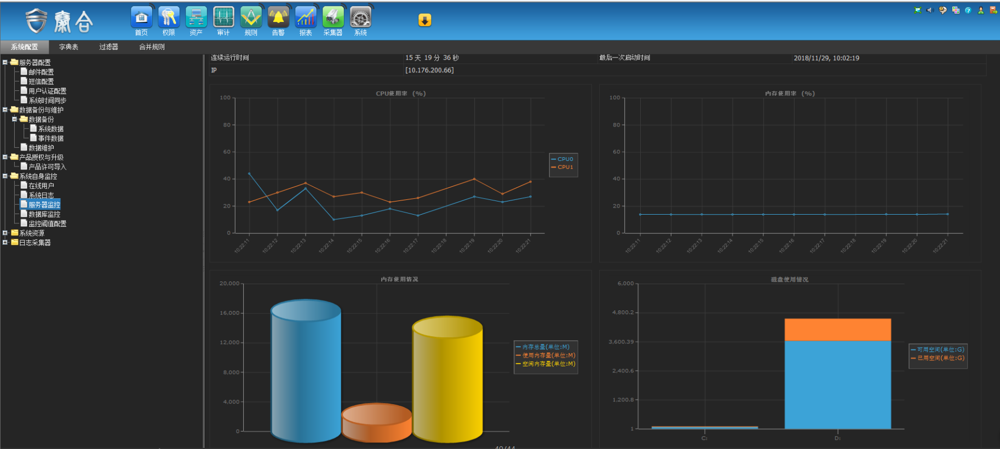 泰合
首页 权限 资产 审计 规则 告警 报表 采集器 系统
系统配置 字典表 过滤器 合并规则
服务器配置
邮件配置
短信配置
用户认证配置
系统时间同步
数据备份与维护
数据备份
系统数据
事件数据
数据维护
产品授权与升级
产品许可导入
系统自身监控
在线用户
系统日志
服务器监控
数据库监控
监控阈值配置
系统资源
日志采集器
连续运行时间 15 天 19 分 36 秒 最后一次启动时间 2018/11/29, 10:02:19
IP [10.176.200.66]
CPU使用率 (%)
100
80
60
40
20
0
10:22:11 10:22:12 10:22:13 10:22:14 10:22:15 10:22:16 10:22:17 10:22:18 10:22:19 10:22:20 10:22:21
CPU0
CPU1
内存使用率 (%)
100
80
60
40
20
0
10:22:11 10:22:12 10:22:13 10:22:14 10:22:15 10:22:16 10:22:17 10:22:18 10:22:19 10:22:20 10:22:21
内存使用情况
20,000
16,000
12,000
8,000
4,000
0
内存总量(单位:M)
使用内存量(单位:M)
空闲内存量(单位:M)
磁盘使用情况
6,000
4,800.2
3,600.39
2,400.6
1,200.8
1
C: D:
可用空间(单位:G)
已用空间(单位:G)
40/44